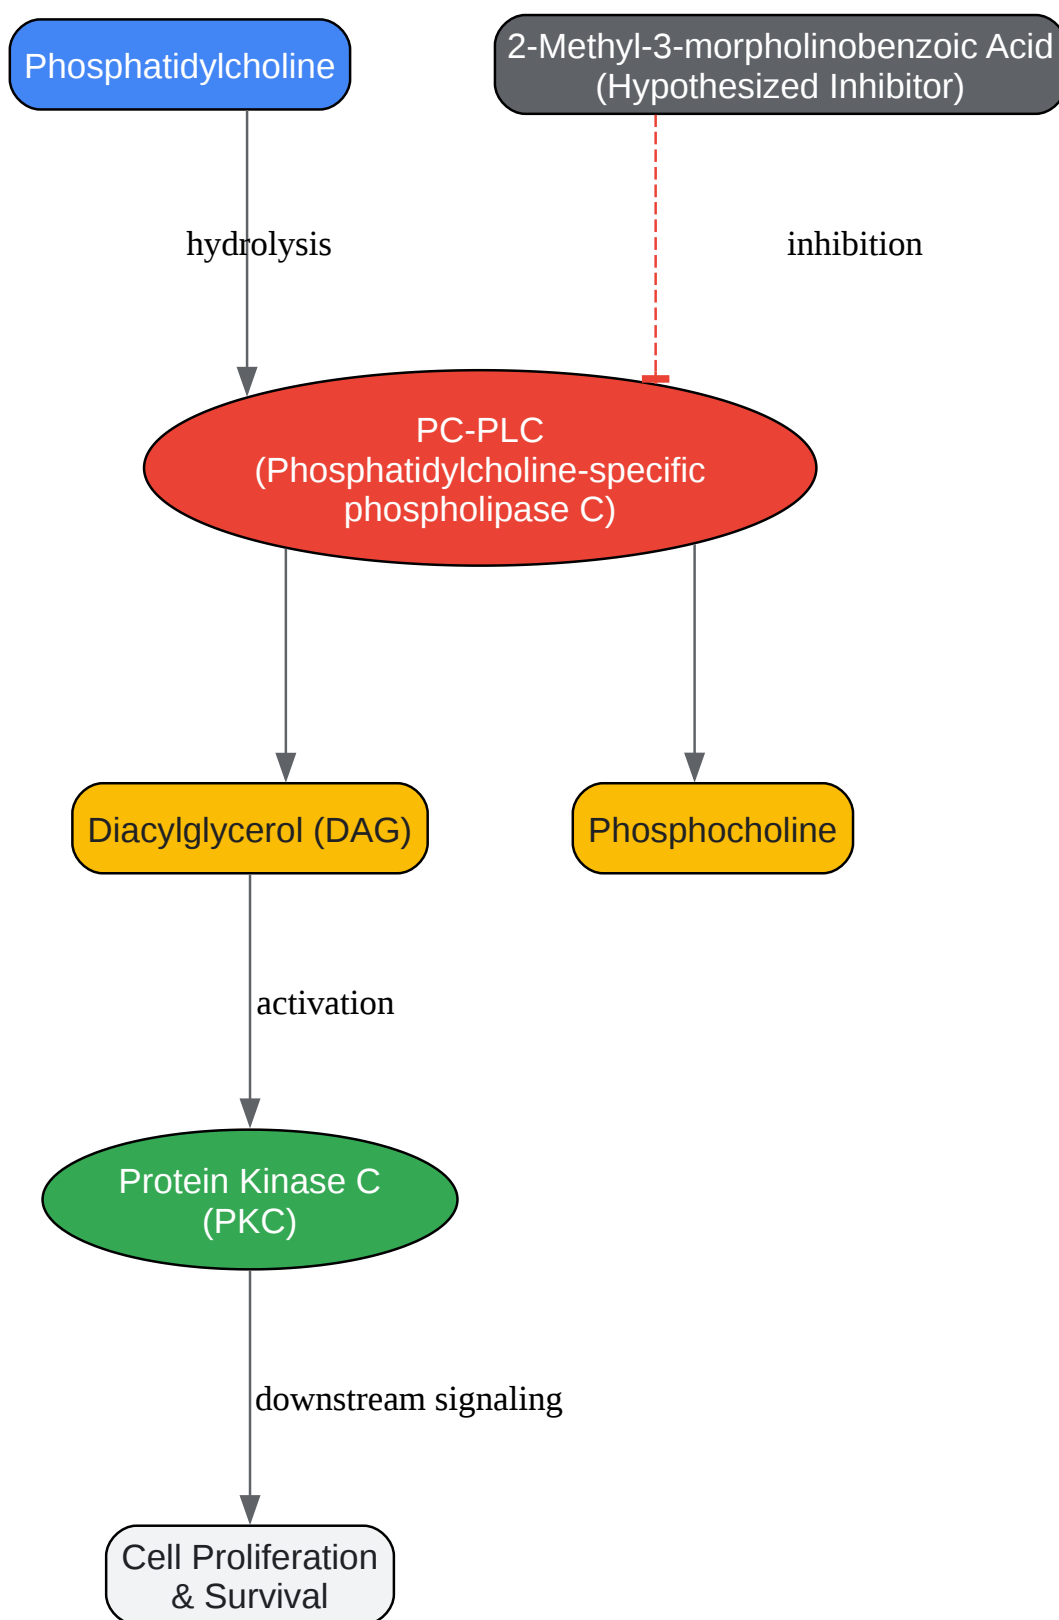 Phosphatidylcholine
2-Methyl-3-morpholinobenzoic Acid
(Hypothesized Inhibitor)
hydrolysis
inhibition
PC-PLC
(Phosphatidylcholine-specific
phospholipase C)
Diacylglycerol (DAG)
Phosphocholine
activation
Protein Kinase C
(PKC)
downstream signaling
Cell Proliferation
& Survival